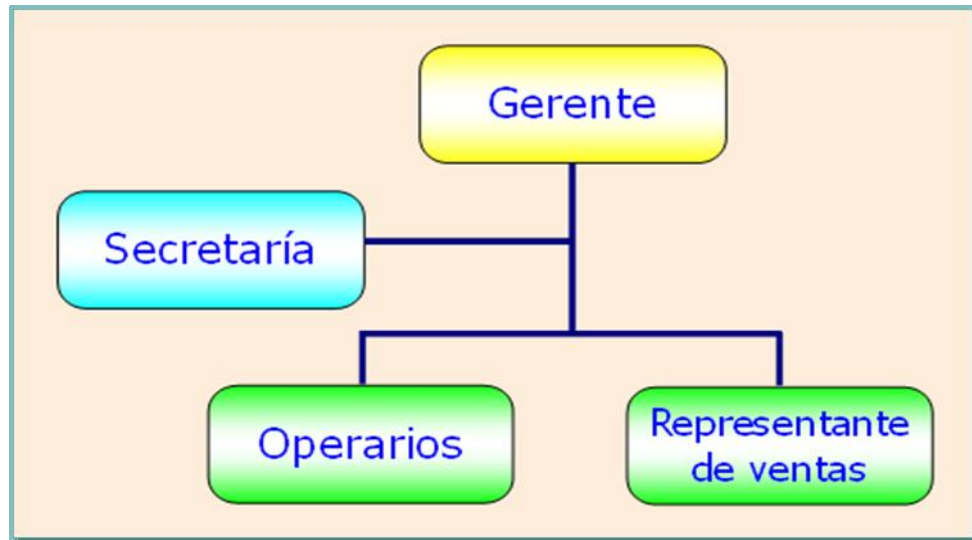 Gerente
Secretaría
Operarios
Representante
de ventas